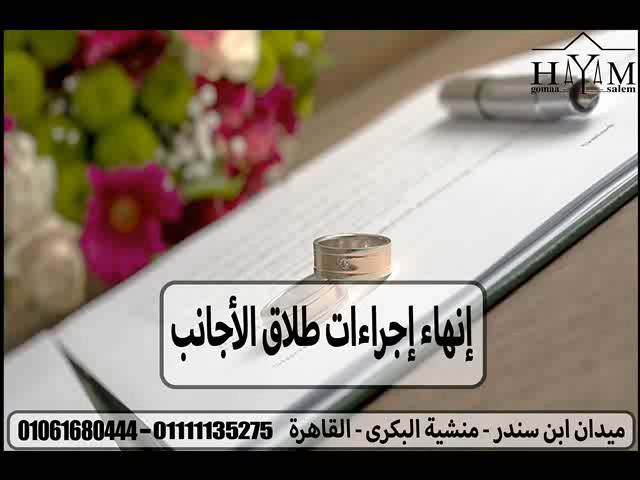 HAYAM
gomaa salem
إنهاء إجراءات طلاق الأجانب
ميدان ابن سندر - منشية البكرى - القاهرة 01111135275 - 01061680444